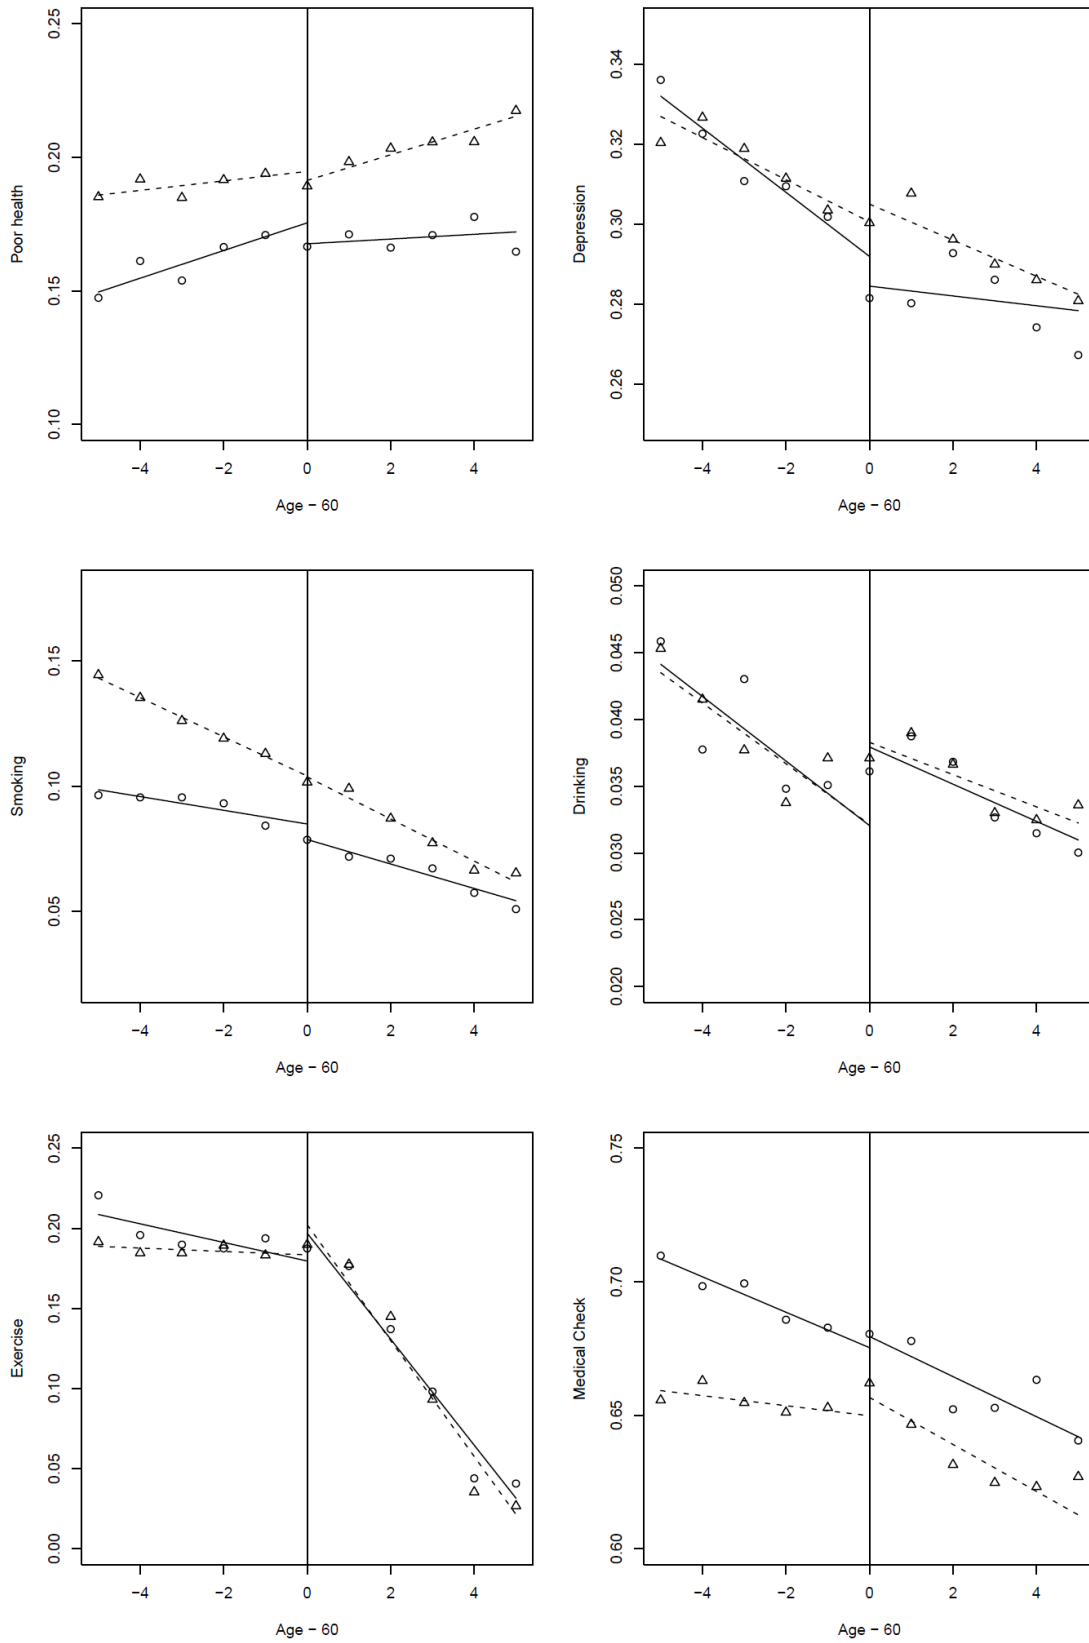 Poor health
0.25
0.20
0.15
0.10
−4 −2 0 2 4
Age − 60
Depression
0.34
0.32
0.30
0.28
0.26
−4 −2 0 2 4
Age − 60
Smoking
0.15
0.10
0.05
−4 −2 0 2 4
Age − 60
Drinking
0.050
0.045
0.040
0.035
0.030
0.025
0.020
−4 −2 0 2 4
Age − 60
Exercise
0.25
0.20
0.15
0.10
0.05
0.00
−4 −2 0 2 4
Age − 60
Medical Check
0.75
0.70
0.65
0.60
−4 −2 0 2 4
Age − 60